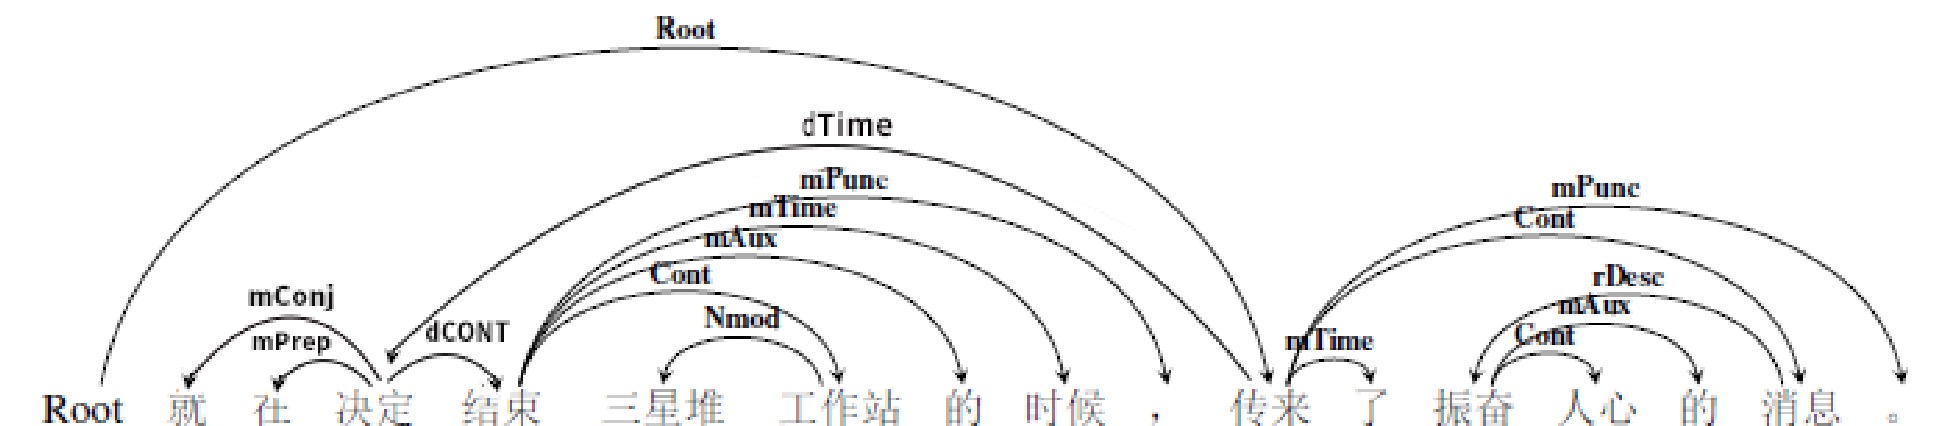 Root
dTime
mPunc
mPunc
mTime
Cont
mAux
Cont
rDesc
mConj
Nmod
mAux
mPrep
dCONT
mTime
Cont
Root 就 在 决定 结束 三星堆 工作站 的 时候 , 传来 了 振奋 人心 的 消息 。